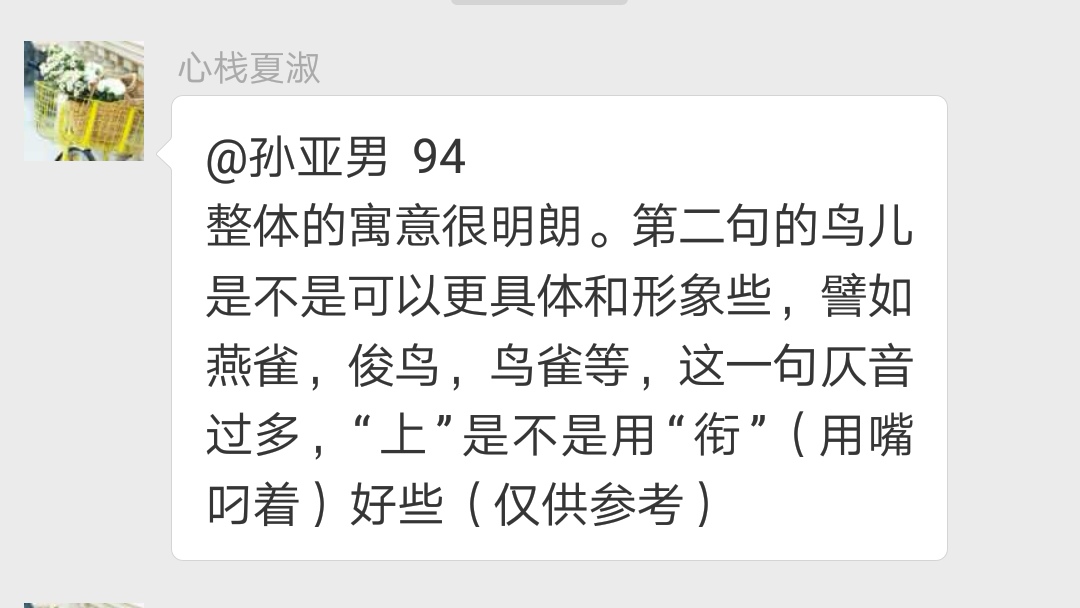 心栈夏淑
@孙亚男 94
整体的寓意很明朗。第二句的鸟儿
是不是可以更具体和形象些，譬如
燕雀，俊鸟，鸟雀等，这一句仄音
过多，“上”是不是用“衔”（用嘴
叼着）好些（仅供参考）